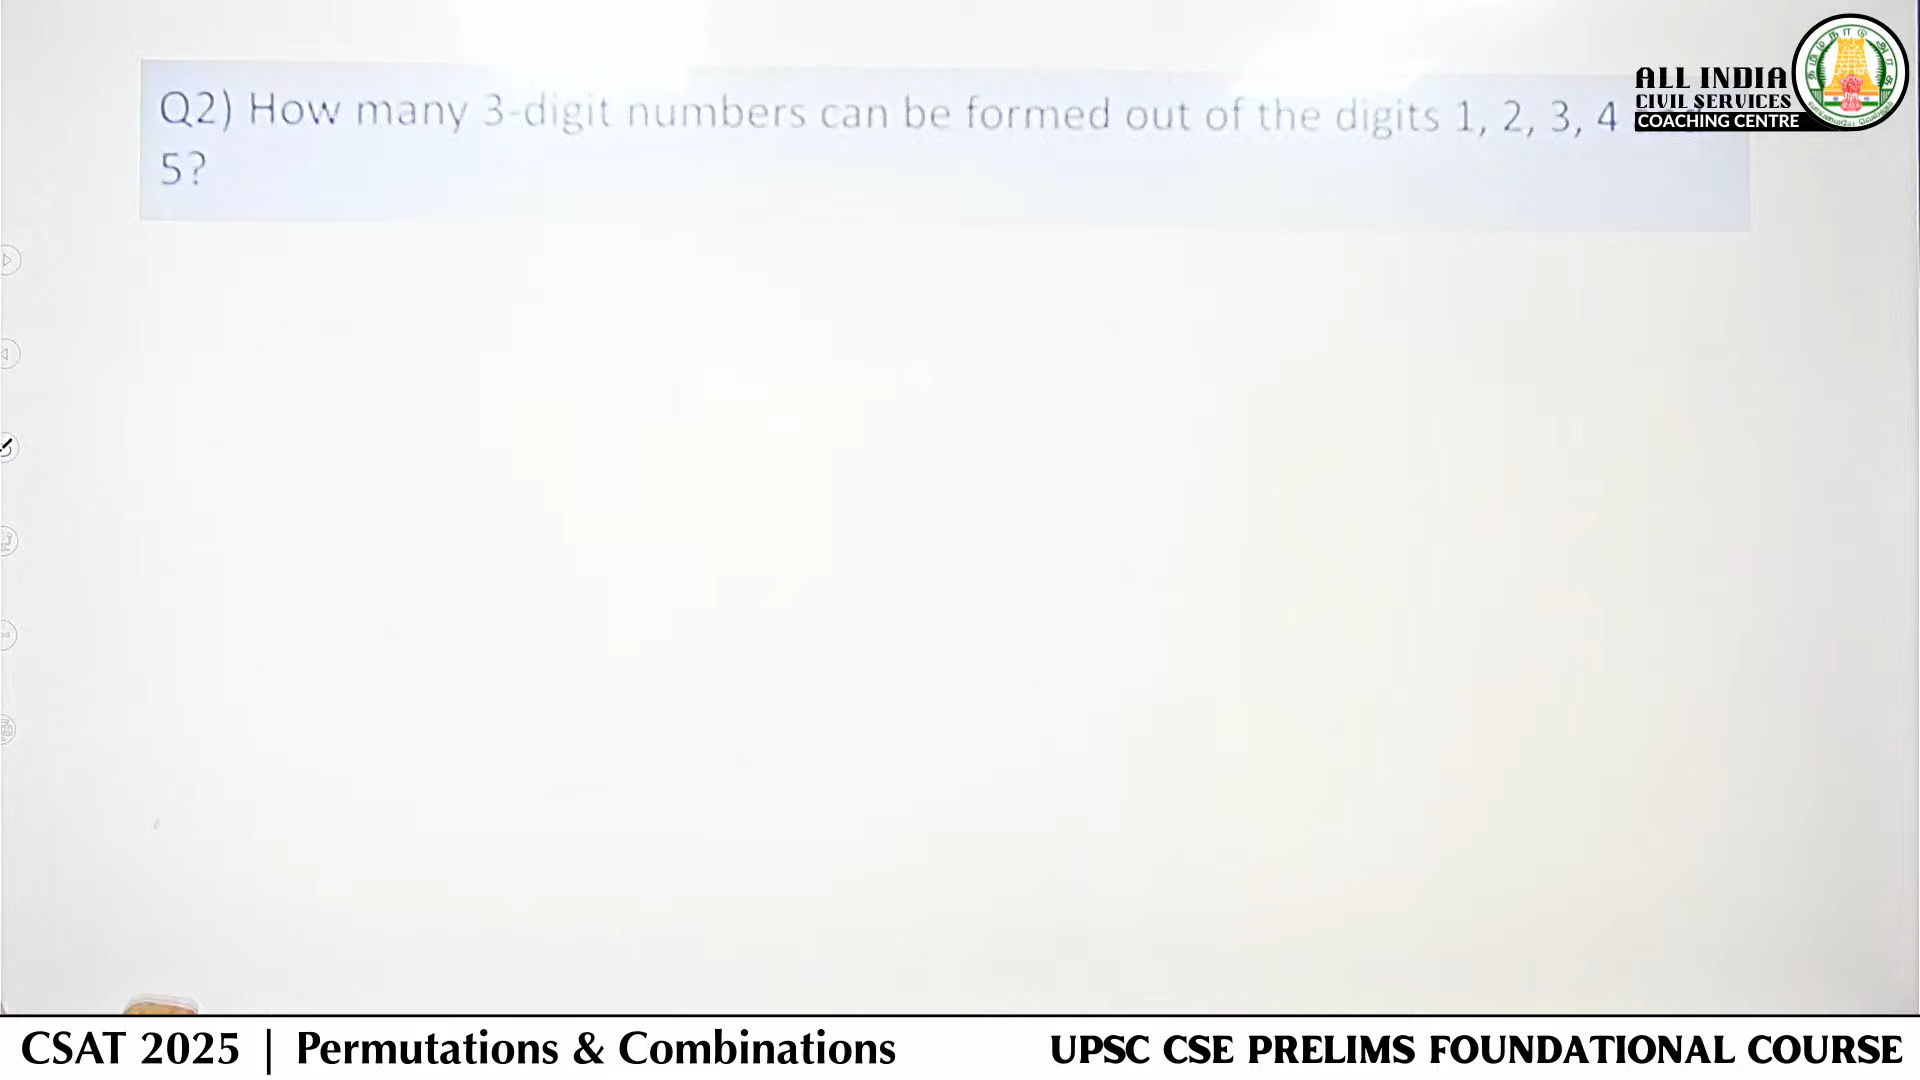 Q2) How many 3-digit numbers can be formed out of the digits 1, 2, 3, 4
5?
ALL INDIA
CIVIL SERVICES
COACHING CENTRE
CSAT 2025 | Permutations & Combinations
UPSC CSE PRELIMS FOUNDATIONAL COURSE